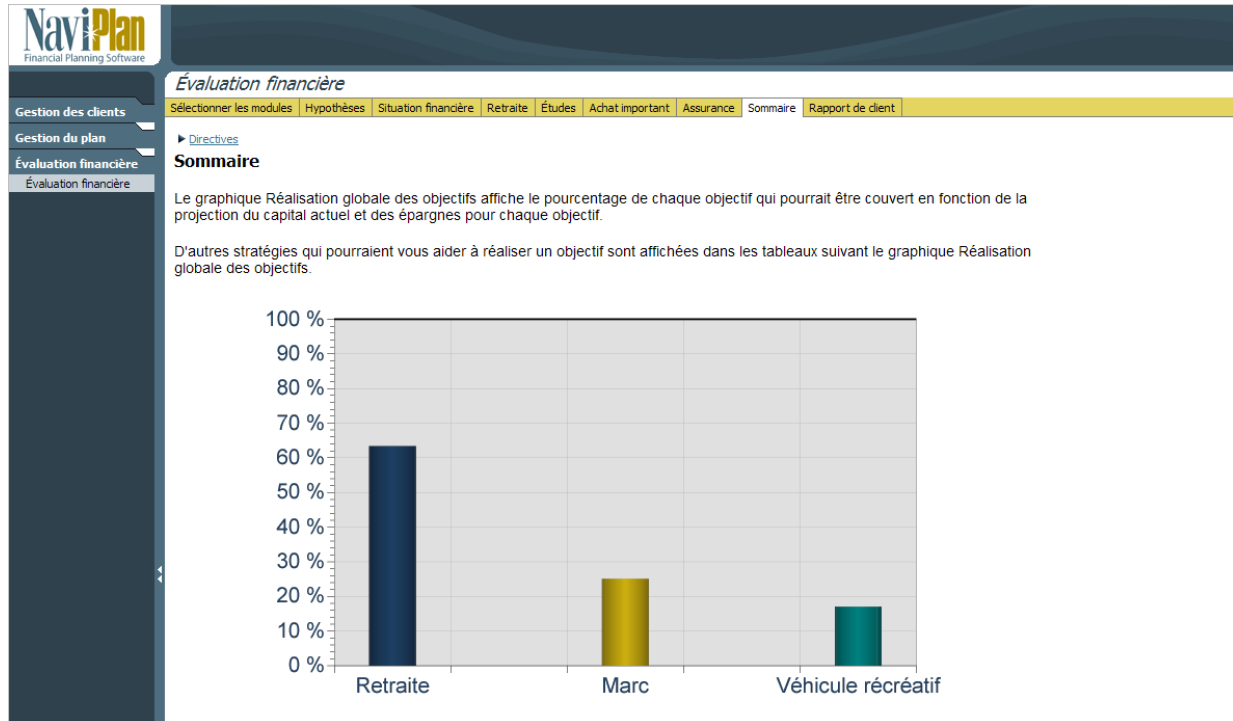 NaviPlan
Financial Planning Software
Évaluation financière
Sélectionner les modules Hypothèses Situation financière Retraite Études Achat important Assurance Sommaire Rapport de client
Gestion des clients
Gestion du plan
Évaluation financière
Évaluation financière
Directives
Sommaire
Le graphique Réalisation globale des objectifs affiche le pourcentage de chaque objectif qui pourrait être couvert en fonction de la
projection du capital actuel et des épargnes pour chaque objectif.
D'autres stratégies qui pourraient vous aider à réaliser un objectif sont affichées dans les tableaux suivant le graphique Réalisation
globale des objectifs.
100 %
90 %
80 %
70 %
60 %
50 %
40 %
30 %
20 %
10 %
0 %
Retraite Marc Véhicule récréatif